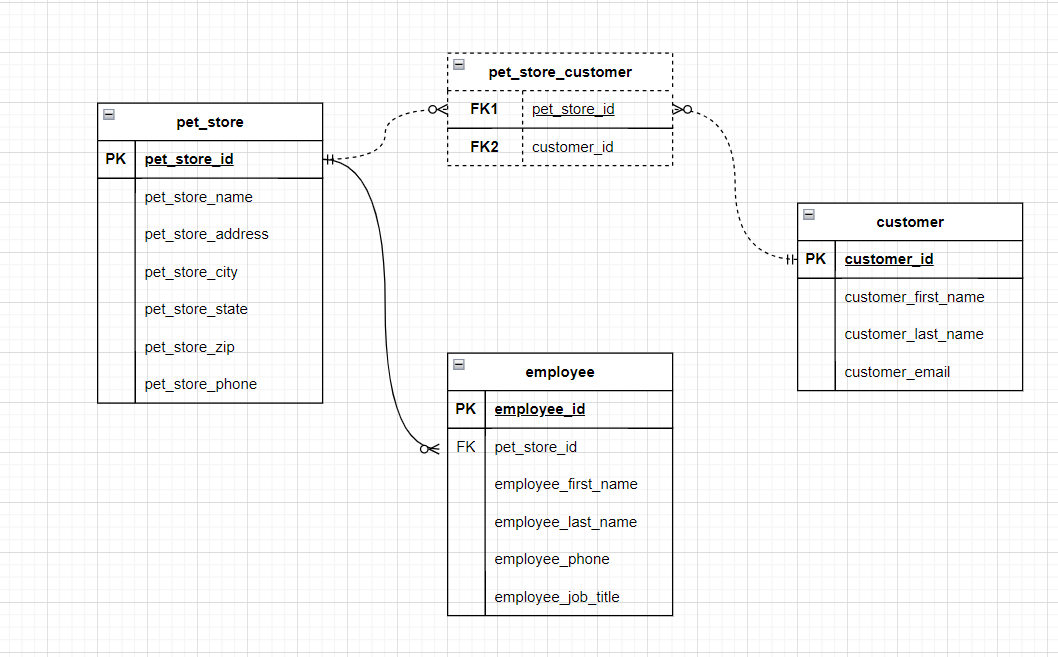 pet_store
PK pet_store_id
pet_store_name
pet_store_address
pet_store_city
pet_store_state
pet_store_zip
pet_store_phone
pet_store_customer
FK1 pet_store_id
FK2 customer_id
customer
PK customer_id
customer_first_name
customer_last_name
customer_email
employee
PK employee_id
FK pet_store_id
employee_first_name
employee_last_name
employee_phone
employee_job_title